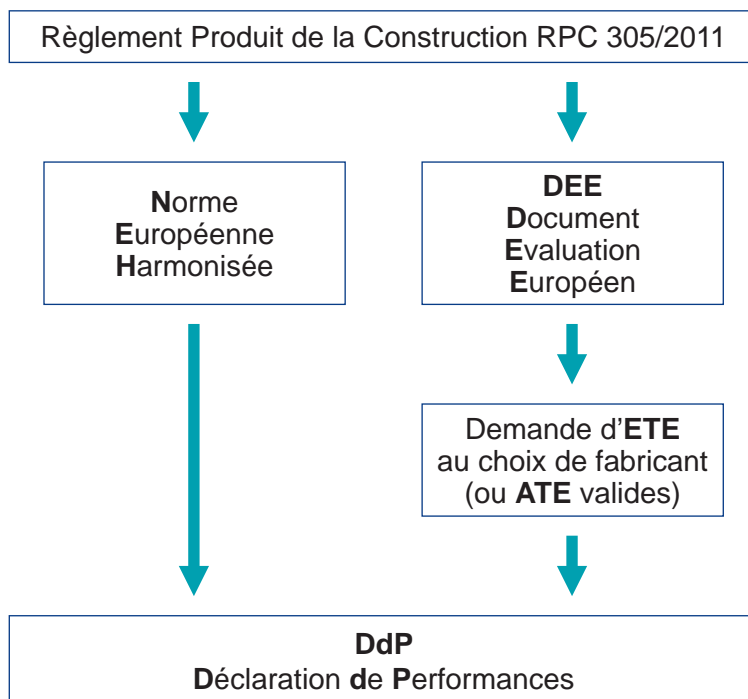 Règlement Produit de la Construction RPC 305/2011
Norme
Européenne
Harmonisée
DEE
Document
Evaluation
Européen
Demande d’ETE
au choix de fabricant
(ou ATE valides)
DdP
Déclaration de Performances